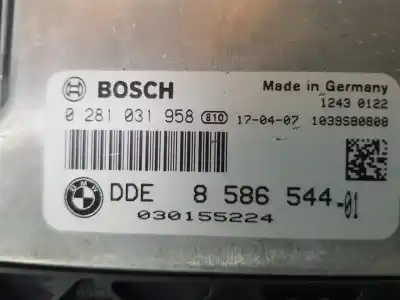 BOSCH
Made in Germany
1243 0122
0 281 031 958 810 17-04-07 1039S80808
BMW
DDE 8 586 544-01
030155224